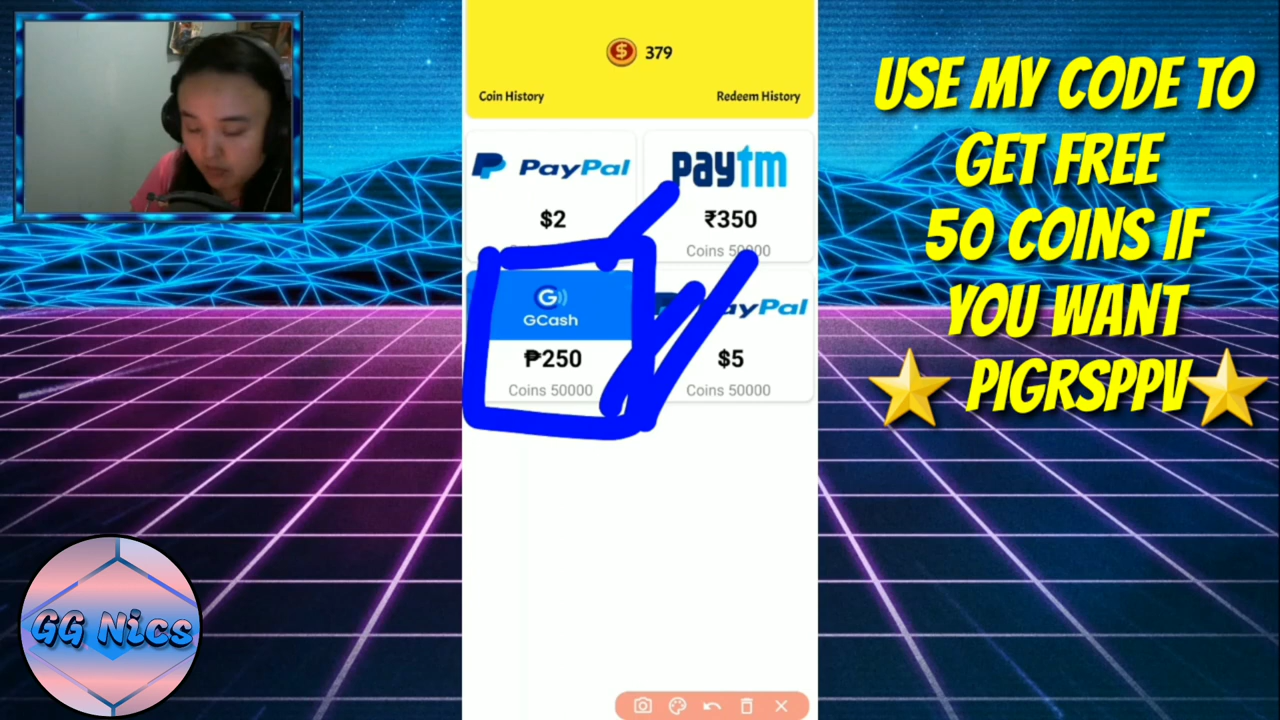 379
Coin History
Redeem History
PayPal
paytm
$2
₹350
Coins 50000
GCash
PayPal
₱250
$5
Coins 50000
Coins 50000
USE MY CODE TO
GET FREE
50 COINS IF
YOU WANT
PIGRSPPV
GG Nics